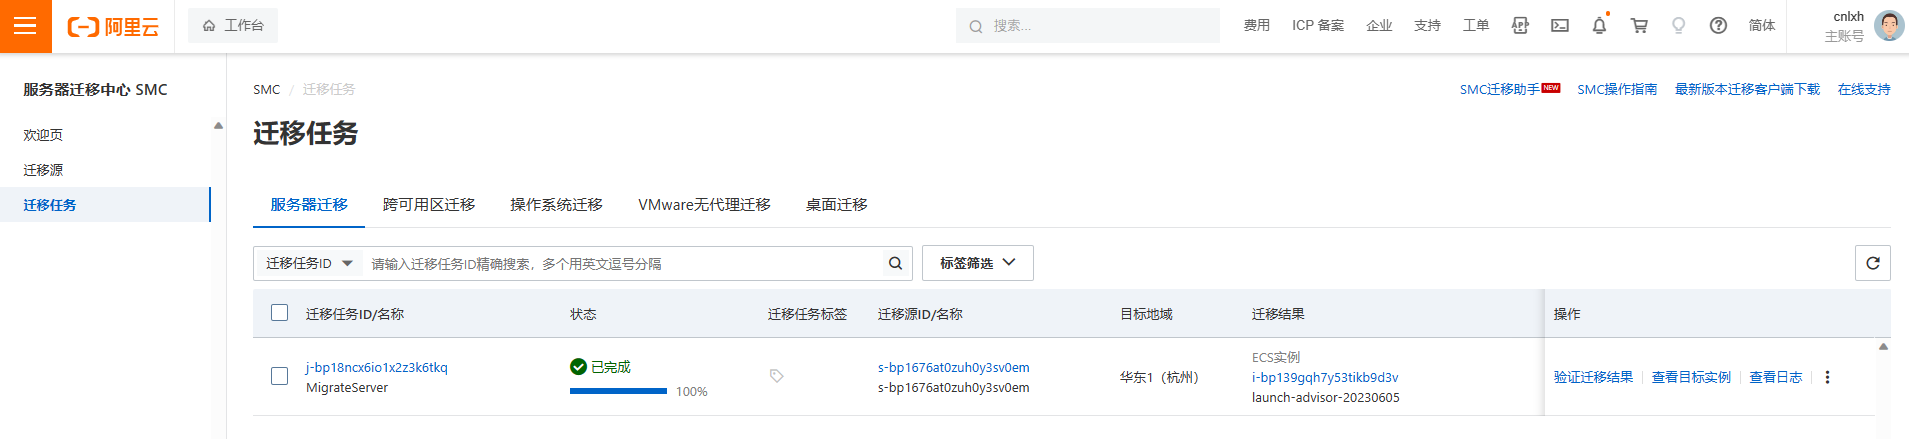 阿里云
工作台
搜索...
费用
ICP 备案
企业
支持
工单
APP
简体
cnlxh
主账号
服务器迁移中心 SMC
欢迎页
迁移源
迁移任务
SMC / 迁移任务
SMC迁移助手 NEW
SMC操作指南
最新版本迁移客户端下载
在线支持
迁移任务
服务器迁移
跨可用区迁移
操作系统迁移
VMware无代理迁移
桌面迁移
迁移任务ID
请输入迁移任务ID精确搜索，多个用英文逗号分隔
标签筛选
迁移任务ID/名称
状态
迁移任务标签
迁移源ID/名称
目标地域
迁移结果
操作
j-bp18ncx6io1x2z3k6tkq
MigrateServer
已完成
100%
s-bp1676at0zuh0y3sv0em
s-bp1676at0zuh0y3sv0em
华东1（杭州）
ECS实例
i-bp139gqh7y53tikb9d3v
launch-advisor-20230605
验证迁移结果
查看目标实例
查看日志